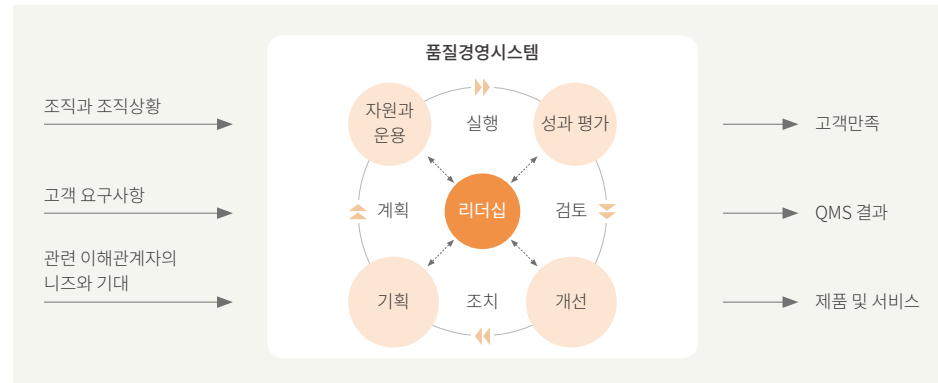 품질경영시스템
조직과 조직상황
고객 요구사항
관련 이해관계자의
니즈와 기대
자원과
운용
실행
성과 평가
계획
리더십
검토
기획
조치
개선
고객만족
QMS 결과
제품 및 서비스